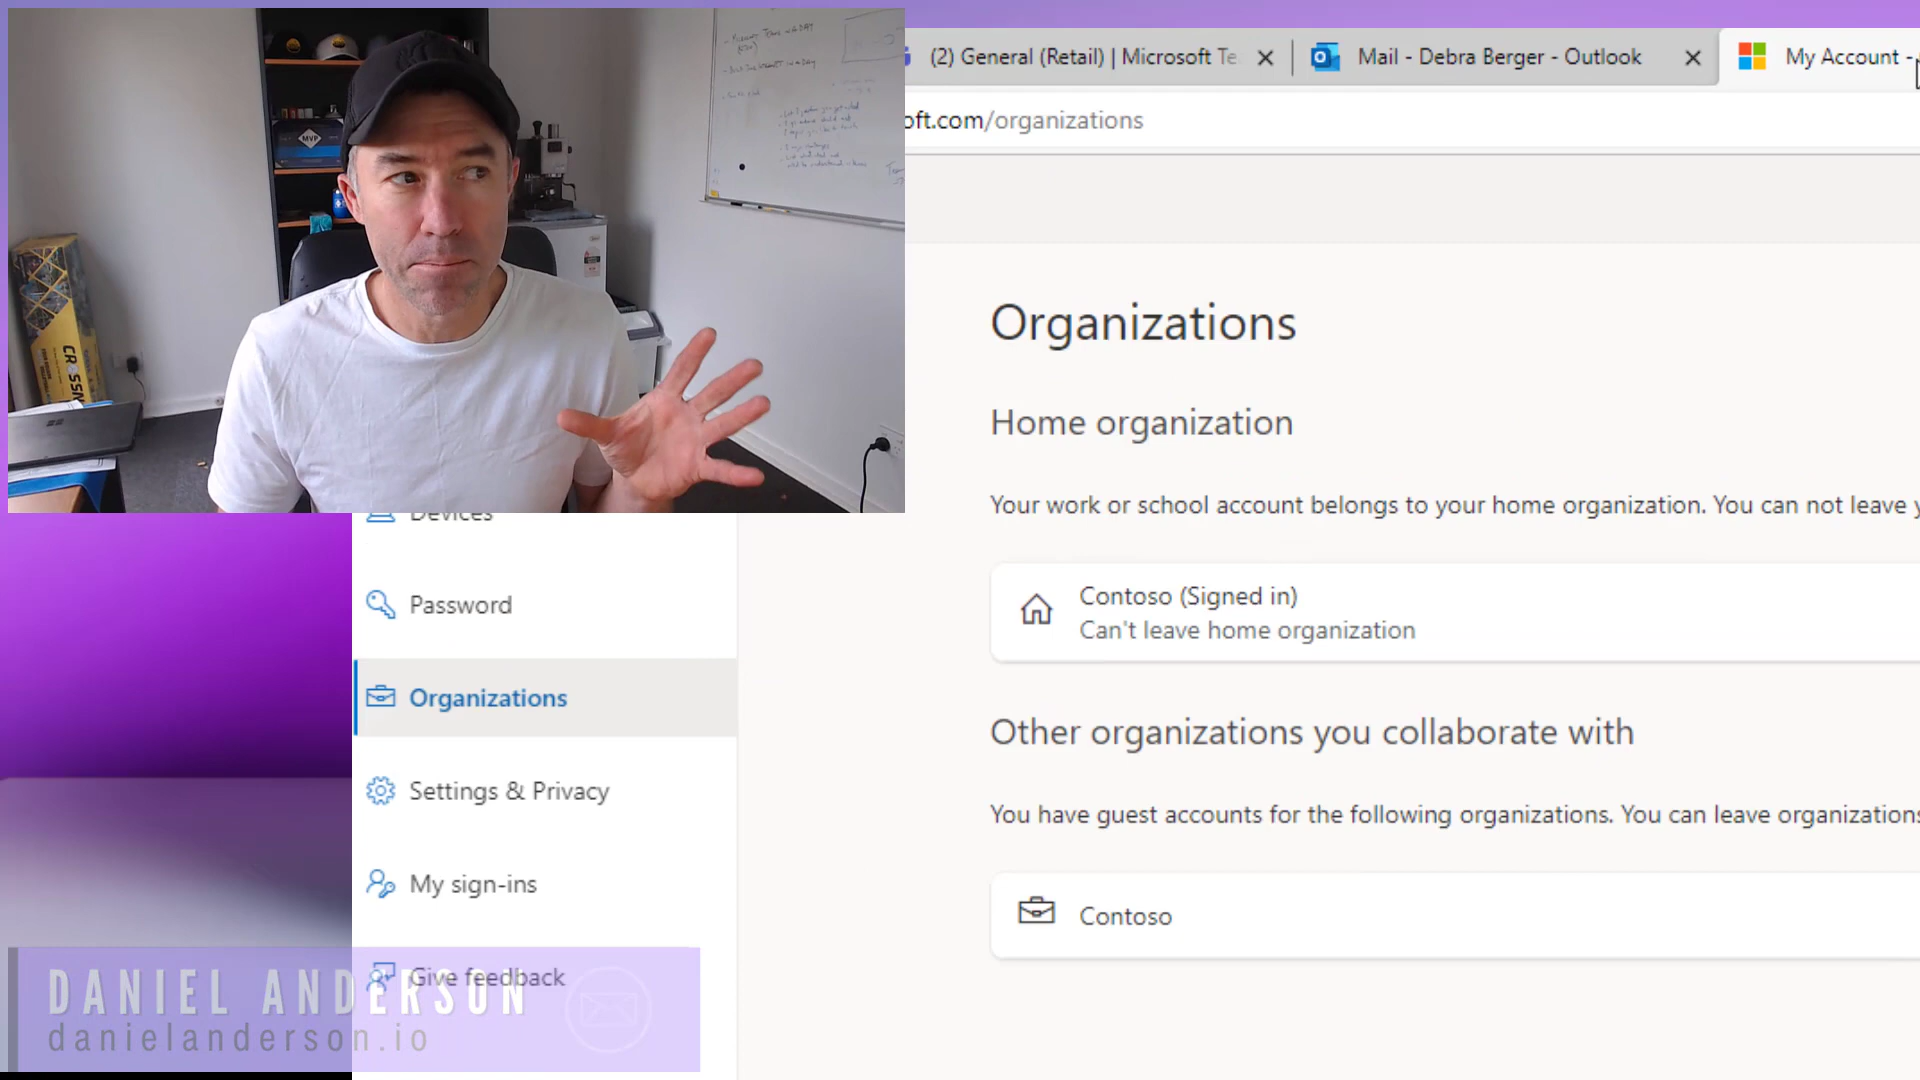 (2) General (Retail) | Microsoft Te
Mail - Debra Berger - Outlook
My Account -
oft.com/organizations
MVP
CROSSN
Organizations
Home organization
Your work or school account belongs to your home organization. You can not leave y
Contoso (Signed in)
Can't leave home organization
Other organizations you collaborate with
You have guest accounts for the following organizations. You can leave organizations
Contoso
Devices
Password
Organizations
Settings & Privacy
My sign-ins
Give feedback
DANIEL ANDERSON
danielanderson.io